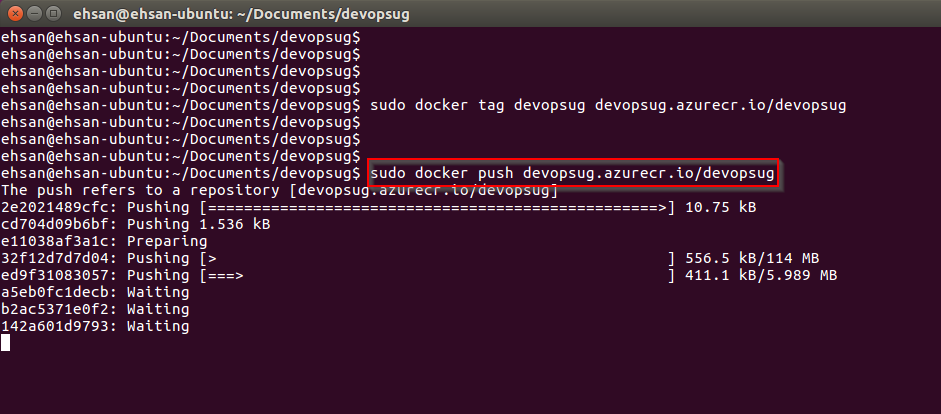 ehsan@ehsan-ubuntu: ~/Documents/devopsug
ehsan@ehsan-ubuntu:~/Documents/devopsug$
ehsan@ehsan-ubuntu:~/Documents/devopsug$
ehsan@ehsan-ubuntu:~/Documents/devopsug$
ehsan@ehsan-ubuntu:~/Documents/devopsug$
ehsan@ehsan-ubuntu:~/Documents/devopsug$ sudo docker tag devopsug devopsug.azurecr.io/devopsug
ehsan@ehsan-ubuntu:~/Documents/devopsug$
ehsan@ehsan-ubuntu:~/Documents/devopsug$
ehsan@ehsan-ubuntu:~/Documents/devopsug$
ehsan@ehsan-ubuntu:~/Documents/devopsug$ sudo docker push devopsug.azurecr.io/devopsug
The push refers to a repository [devopsug.azurecr.io/devopsug]
2e2021489cfc: Pushing [==================================================>] 10.75 kB
cd704d09b6bf: Pushing 1.536 kB
e11038af3a1c: Preparing
32f12d7d7d04: Pushing [>                                                  ] 556.5 kB/114 MB
ed9f31083057: Pushing [===>                                               ] 411.1 kB/5.989 MB
a5eb0fc1decb: Waiting
b2ac5371e0f2: Waiting
142a601d9793: Waiting